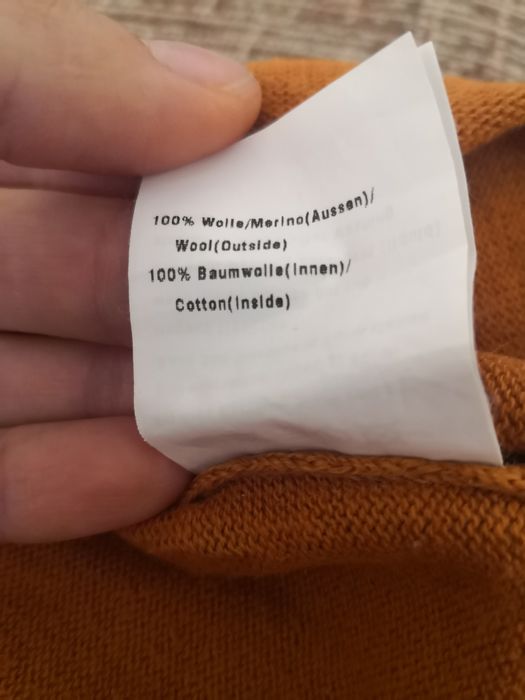 100% Wolle/Merino(Aussen)/
Wool(Outside)
100% Baumwolle(Innen)/
Cotton(Inside)